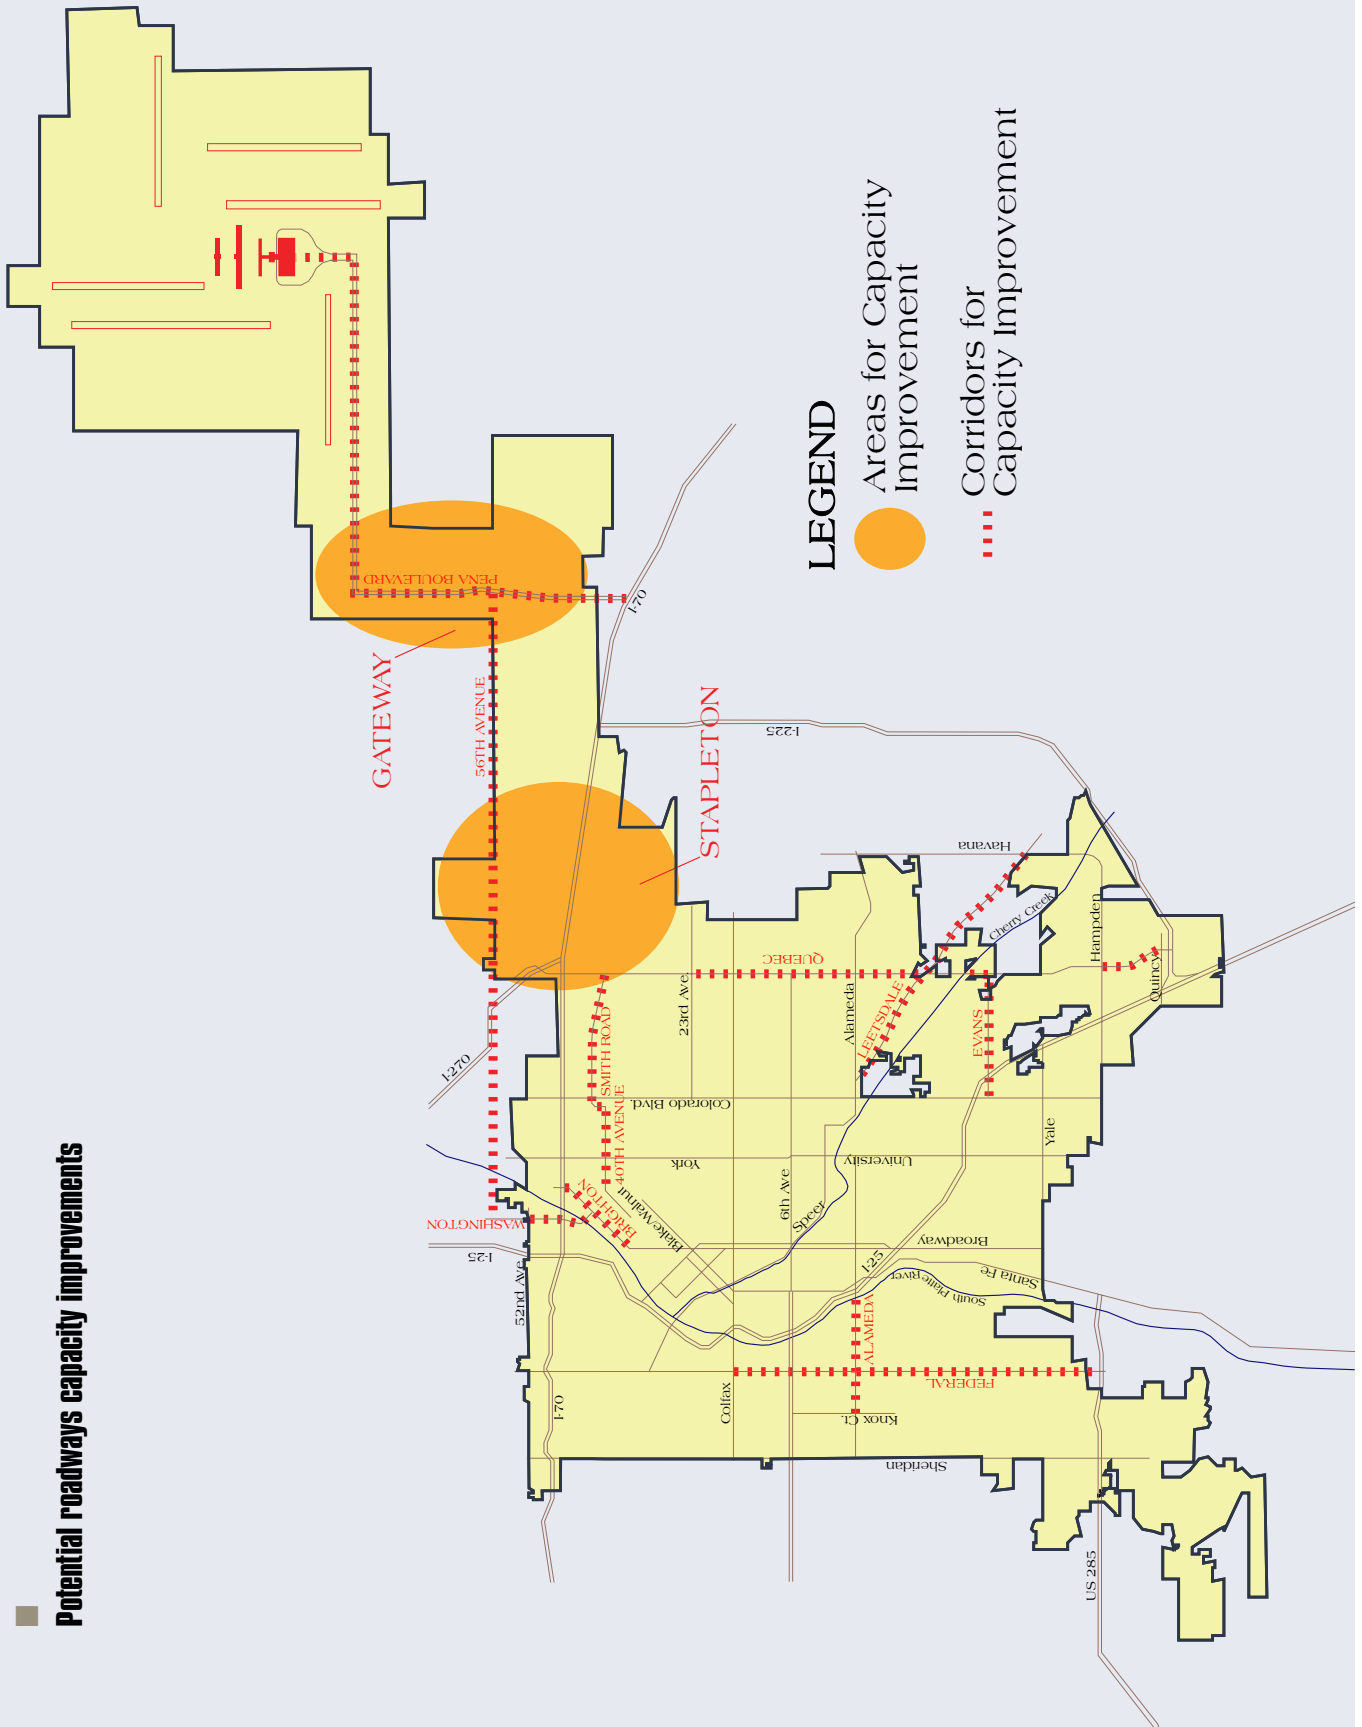 Potential roadways capacity improvements
LEGEND
Areas for Capacity
Improvement
Corridors for
Capacity Improvement
GATEWAY
STAPLETON
PENA BOULEVARD
56TH AVENUE
I-70
I-225
I-270
Havana
Cherry Creek
Hampden
Quincy
QUEBEC
23rd Ave.
Alameda
LEETSDALE
EVANS
SMITH ROAD
40TH AVENUE
Colorado Blvd.
York
University
Yale
6th Ave
Speer
BRIGHTON
Blake/Walnut
WASHINGTON
I-25
52nd Ave.
Broadway
I-25
Santa Fe
South Platte River
ALAMEDA
FEDERAL
Colfax
Knox Ct.
I-70
Sheridan
US 285